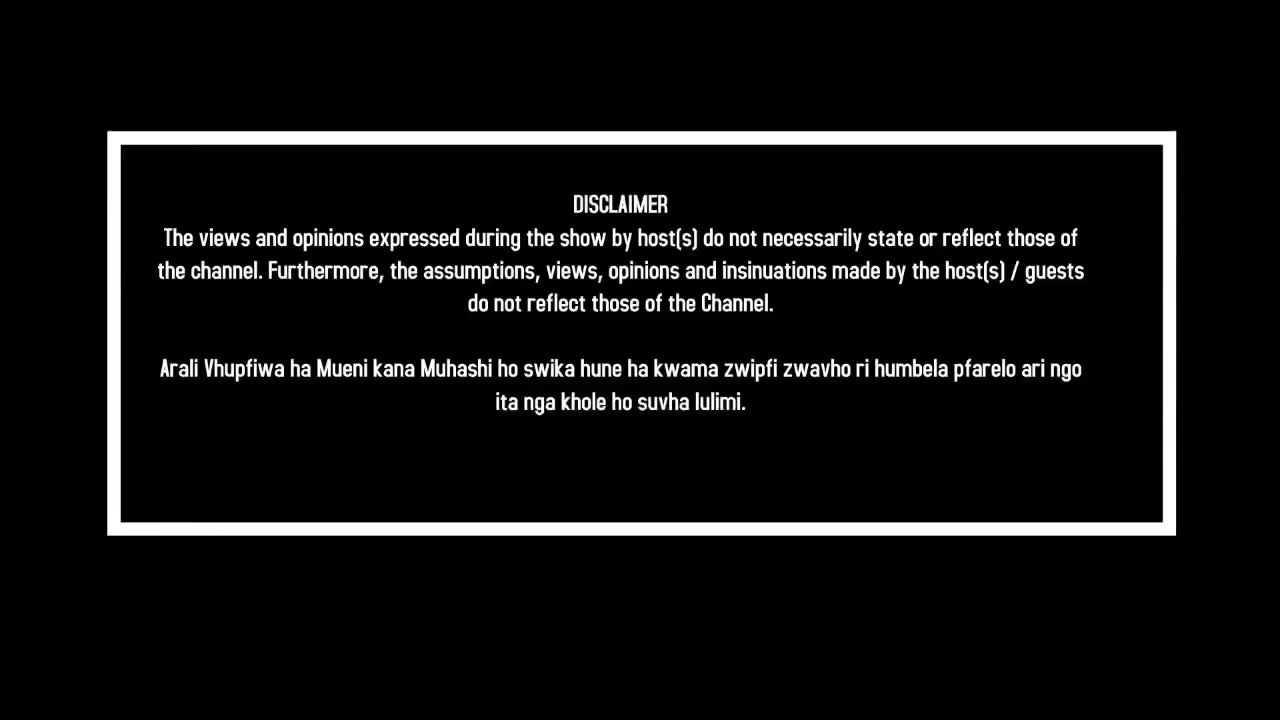 DISCLAIMER
The views and opinions expressed during the show by host(s) do not necessarily state or reflect those of
the channel. Furthermore, the assumptions, views, opinions and insinuations made by the host(s) / guests
do not reflect those of the Channel.
Arali Vhupfiwa ha Mueni kana Muhashi ho swika hune ha kwama zwipfi zwavho ri humbela pfarelo ari ngo
ita nga khole ho suvha lulimi.